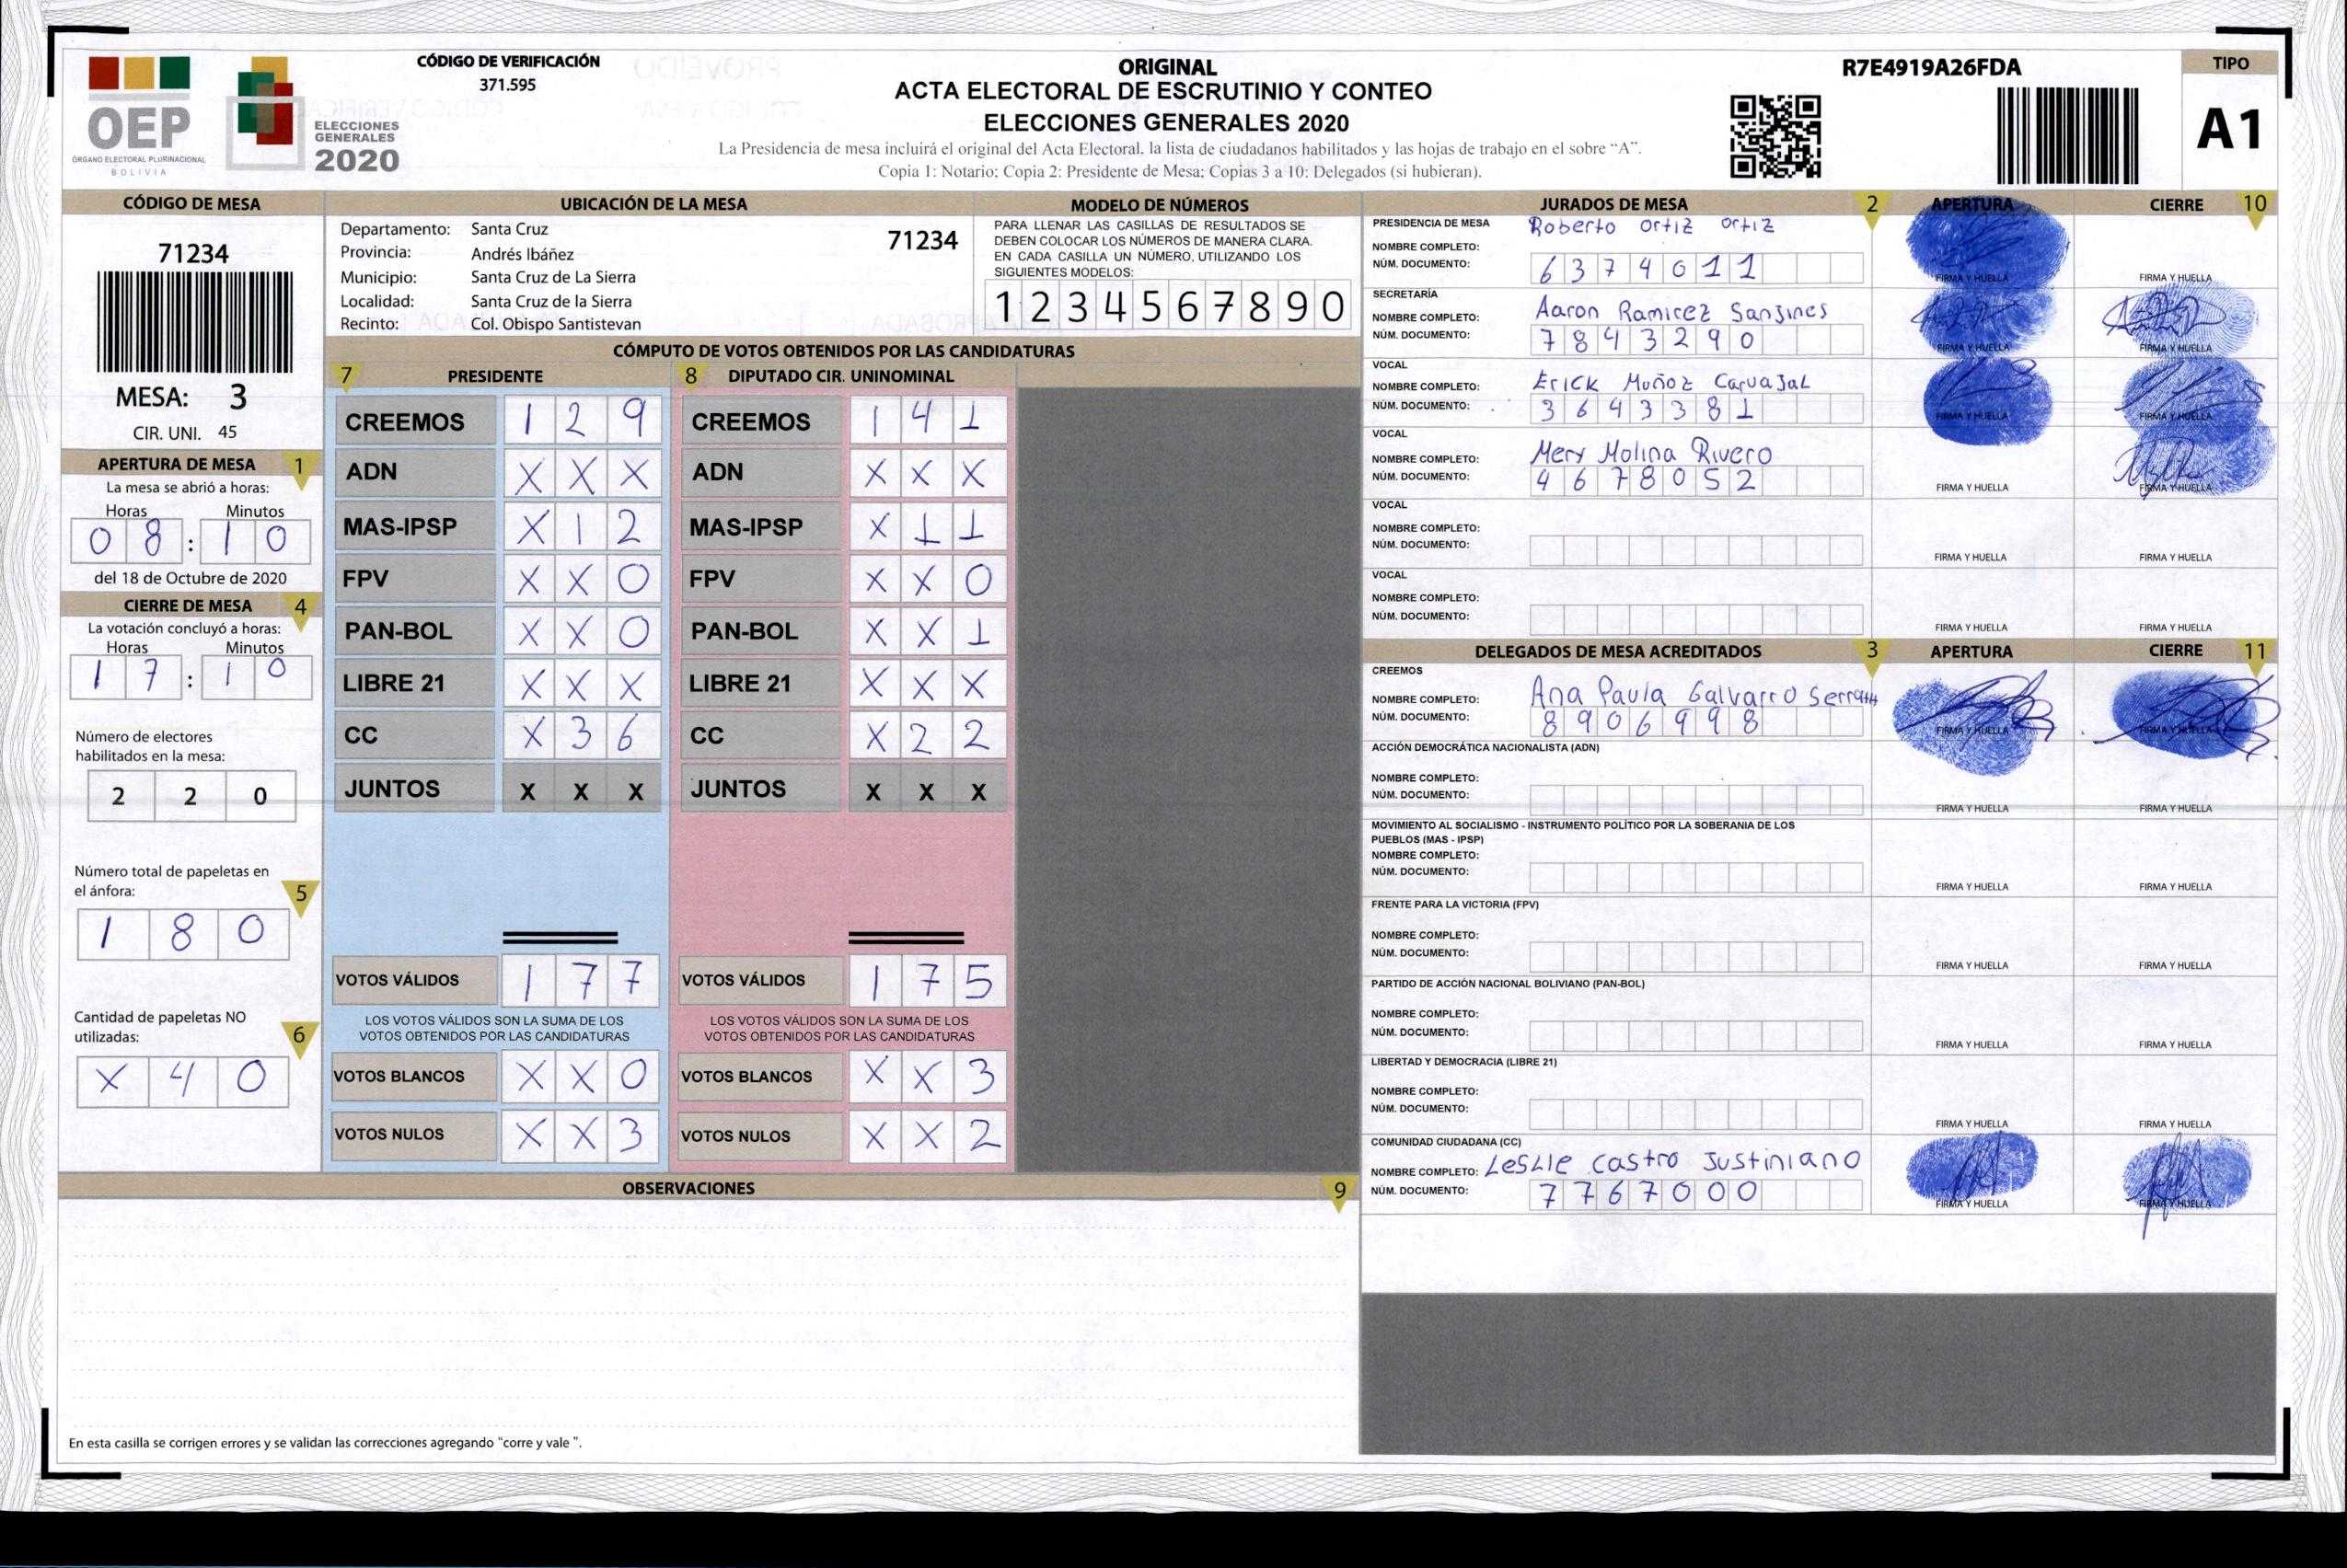 OEP
ÓRGANO ELECTORAL PLURINACIONAL
BOLIVIA
ELECCIONES
GENERALES
2020
CÓDIGO DE VERIFICACIÓN
371.595
ORIGINAL
ACTA ELECTORAL DE ESCRUTINIO Y CONTEO
ELECCIONES GENERALES 2020
La Presidencia de mesa incluirá el original del Acta Electoral, la lista de ciudadanos habilitados y las hojas de trabajo en el sobre "A".
Copia 1: Notario; Copia 2: Presidente de Mesa; Copias 3 a 10: Delegados (si hubieran).
R7E4919A26FDA
TIPO
A1
CÓDIGO DE MESA
71234
MESA: 3
CIR. UNI. 45
APERTURA DE MESA 1
La mesa se abrió a horas:
Horas Minutos
0 8 : 1 0
del 18 de Octubre de 2020
CIERRE DE MESA 4
La votación concluyó a horas:
Horas Minutos
1 7 : 1 0
Número de electores
habilitados en la mesa:
2 2 0
Número total de papeletas en
el ánfora: 5
1 8 0
Cantidad de papeletas NO
utilizadas: 6
X 4 0
UBICACIÓN DE LA MESA
Departamento: Santa Cruz 71234
Provincia: Andrés Ibáñez
Municipio: Santa Cruz de La Sierra
Localidad: Santa Cruz de la Sierra
Recinto: Col. Obispo Santistevan
MODELO DE NÚMEROS
PARA LLENAR LAS CASILLAS DE RESULTADOS SE
DEBEN COLOCAR LOS NÚMEROS DE MANERA CLARA.
EN CADA CASILLA UN NÚMERO, UTILIZANDO LOS
SIGUIENTES MODELOS:
1 2 3 4 5 6 7 8 9 0
CÓMPUTO DE VOTOS OBTENIDOS POR LAS CANDIDATURAS
7 PRESIDENTE 8 DIPUTADO CIR. UNINOMINAL
CREEMOS 1 2 9 CREEMOS 1 4 1
ADN X X X ADN X X X
MAS-IPSP X 1 2 MAS-IPSP X 1 1
FPV X X 0 FPV X X 0
PAN-BOL X X 0 PAN-BOL X X 1
LIBRE 21 X X X LIBRE 21 X X X
CC X 3 6 CC X 2 2
JUNTOS X X X JUNTOS X X X
VOTOS VÁLIDOS 1 7 7 VOTOS VÁLIDOS 1 7 5
LOS VOTOS VÁLIDOS SON LA SUMA DE LOS LOS VOTOS VÁLIDOS SON LA SUMA DE LOS
VOTOS OBTENIDOS POR LAS CANDIDATURAS VOTOS OBTENIDOS POR LAS CANDIDATURAS
VOTOS BLANCOS X X 0 VOTOS BLANCOS X X 3
VOTOS NULOS X X 3 VOTOS NULOS X X 2
OBSERVACIONES 9
En esta casilla se corrigen errores y se validan las correcciones agregando "corre y vale ".
JURADOS DE MESA 2 APERTURA CIERRE 10
PRESIDENCIA DE MESA
NOMBRE COMPLETO: Roberto Ortiz Ortiz
NÚM. DOCUMENTO: 6 3 7 4 0 1 1
FIRMA Y HUELLA FIRMA Y HUELLA
SECRETARÍA
NOMBRE COMPLETO: Aaron Ramirez Sanjines
NÚM. DOCUMENTO: 7 8 4 3 2 9 0
FIRMA Y HUELLA FIRMA Y HUELLA
VOCAL
NOMBRE COMPLETO: Erick Muñoz Carvajal
NÚM. DOCUMENTO: 3 6 4 3 3 8 1
FIRMA Y HUELLA FIRMA Y HUELLA
VOCAL
NOMBRE COMPLETO: Mery Molina Rivero
NÚM. DOCUMENTO: 4 6 7 8 0 5 2
FIRMA Y HUELLA FIRMA Y HUELLA
VOCAL
NOMBRE COMPLETO:
NÚM. DOCUMENTO:
FIRMA Y HUELLA FIRMA Y HUELLA
VOCAL
NOMBRE COMPLETO:
NÚM. DOCUMENTO:
FIRMA Y HUELLA FIRMA Y HUELLA
DELEGADOS DE MESA ACREDITADOS 3 APERTURA CIERRE 11
CREEMOS
NOMBRE COMPLETO: Ana Paula Galvarro
NÚM. DOCUMENTO: 8 9 0 6 9 9 8
FIRMA Y HUELLA FIRMA Y HUELLA
ACCIÓN DEMOCRÁTICA NACIONALISTA (ADN)
NOMBRE COMPLETO:
NÚM. DOCUMENTO:
FIRMA Y HUELLA FIRMA Y HUELLA
MOVIMIENTO AL SOCIALISMO - INSTRUMENTO POLÍTICO POR LA SOBERANIA DE LOS
PUEBLOS (MAS - IPSP)
NOMBRE COMPLETO:
NÚM. DOCUMENTO:
FIRMA Y HUELLA FIRMA Y HUELLA
FRENTE PARA LA VICTORIA (FPV)
NOMBRE COMPLETO:
NÚM. DOCUMENTO:
FIRMA Y HUELLA FIRMA Y HUELLA
PARTIDO DE ACCIÓN NACIONAL BOLIVIANO (PAN-BOL)
NOMBRE COMPLETO:
NÚM. DOCUMENTO:
FIRMA Y HUELLA FIRMA Y HUELLA
LIBERTAD Y DEMOCRACIA (LIBRE 21)
NOMBRE COMPLETO:
NÚM. DOCUMENTO:
FIRMA Y HUELLA FIRMA Y HUELLA
COMUNIDAD CIUDADANA (CC)
NOMBRE COMPLETO: Leslie Castro Justiniano
NÚM. DOCUMENTO: 7 7 6 7 0 0 0
FIRMA Y HUELLA FIRMA Y HUELLA